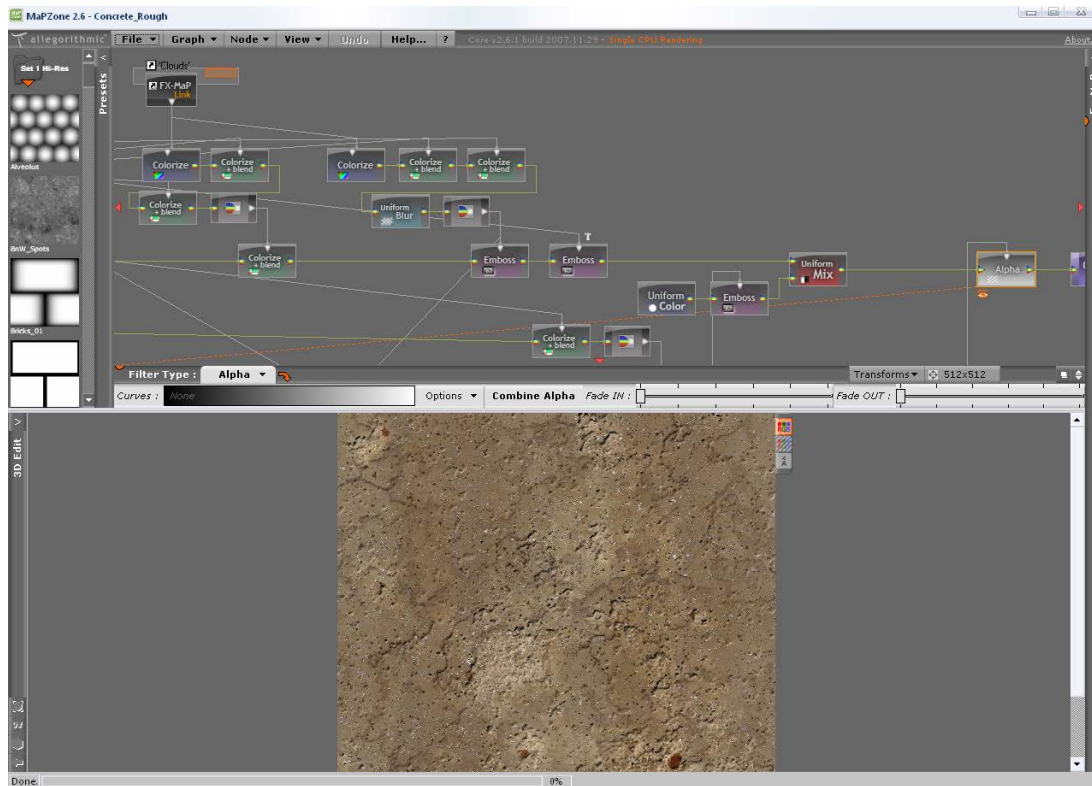 MaPZone 2.6 - Concrete_Rough
allegorithmic File Graph Node View Undo Help... ? Core v2.6.1 build 2007.11.29 - Single CPU Rendering About
Set 1 Hi-Res
Presets
Alveolus
BnW_Spots
Bricks_01
'Clouds'
FX-MaP
Link
Colorize
Colorize
+ blend
Colorize
Colorize
+ blend
Colorize
+ blend
Colorize
+ blend
Uniform
Blur
Colorize
+ blend
Emboss
T
Emboss
Uniform
Mix
Alpha
Uniform
Color
Emboss
Colorize
+ blend
Filter Type : Alpha Transforms 512x512
Curves : None Options Combine Alpha Fade IN : Fade OUT :
3D Edit
Done. 0%